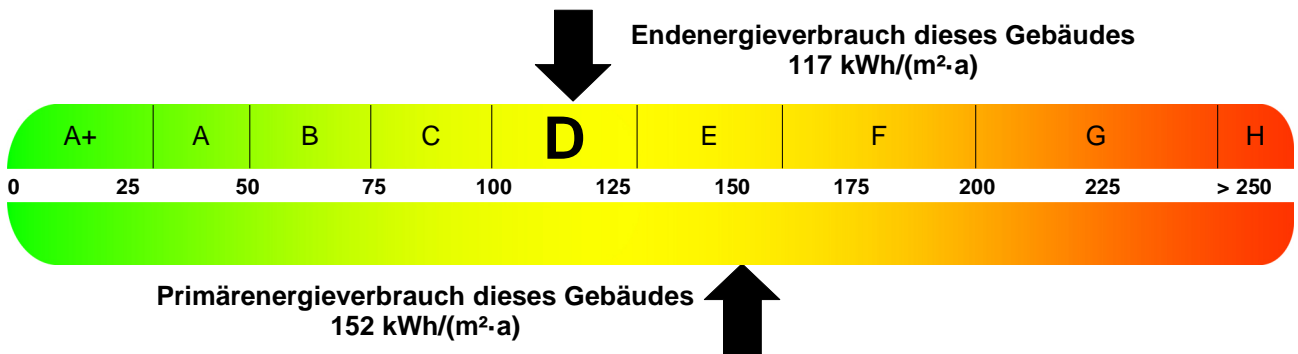 Endenergieverbrauch dieses Gebäudes
117 kWh/(m²·a)
A+ A B C D E F G H
0 25 50 75 100 125 150 175 200 225 > 250
Primärenergieverbrauch dieses Gebäudes
152 kWh/(m²·a)